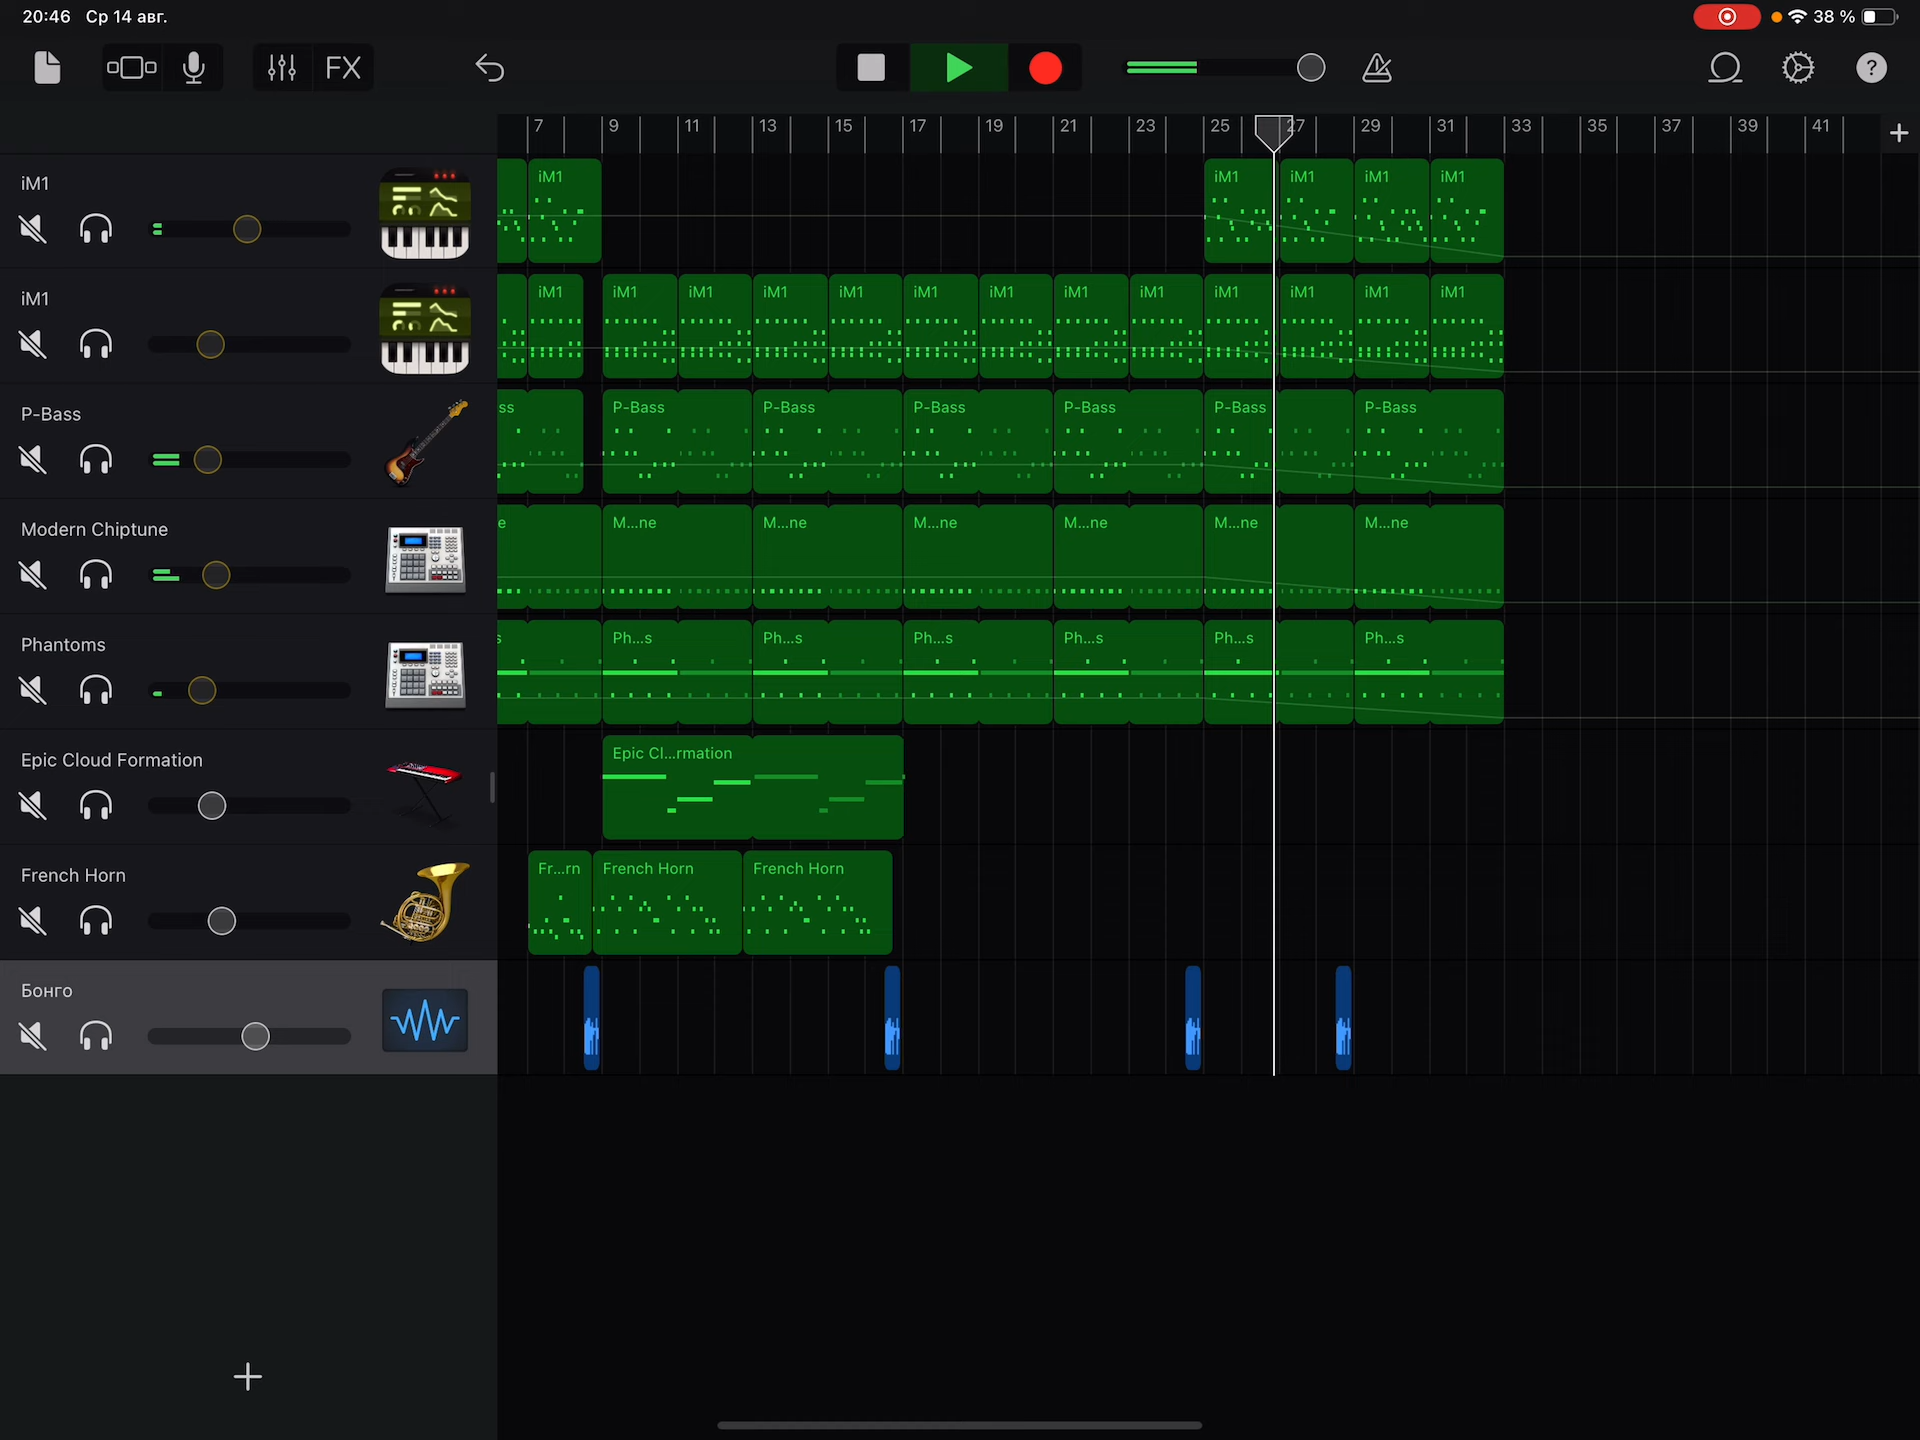 20:46 Ср 14 авг. 38 %
FX
7 9 11 13 15 17 19 21 23 25 27 29 31 33 35 37 39 41
iM1
iM1 iM1 iM1 iM1 iM1
iM1
iM1 iM1 iM1 iM1 iM1 iM1 iM1 iM1 iM1 iM1 iM1 iM1 iM1
P-Bass
ss P-Bass P-Bass P-Bass P-Bass P-Bass P-Bass
Modern Chiptune
e M...ne M...ne M...ne M...ne M...ne M...ne
Phantoms
s Ph...s Ph...s Ph...s Ph...s Ph...s Ph...s
Epic Cloud Formation
Epic Cl...rmation
French Horn
Fr...rn French Horn French Horn
Бонго